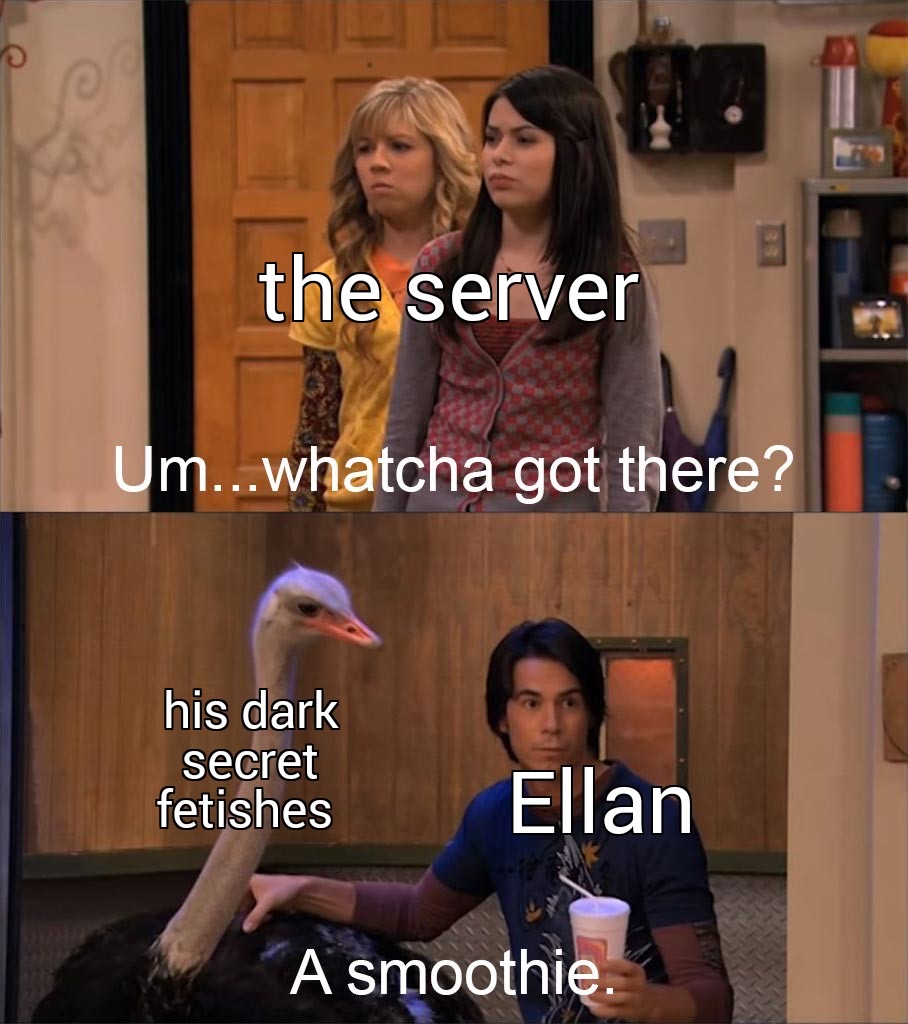 the server
Um...whatcha got there?
his dark
secret
fetishes
Ellan
A smoothie.